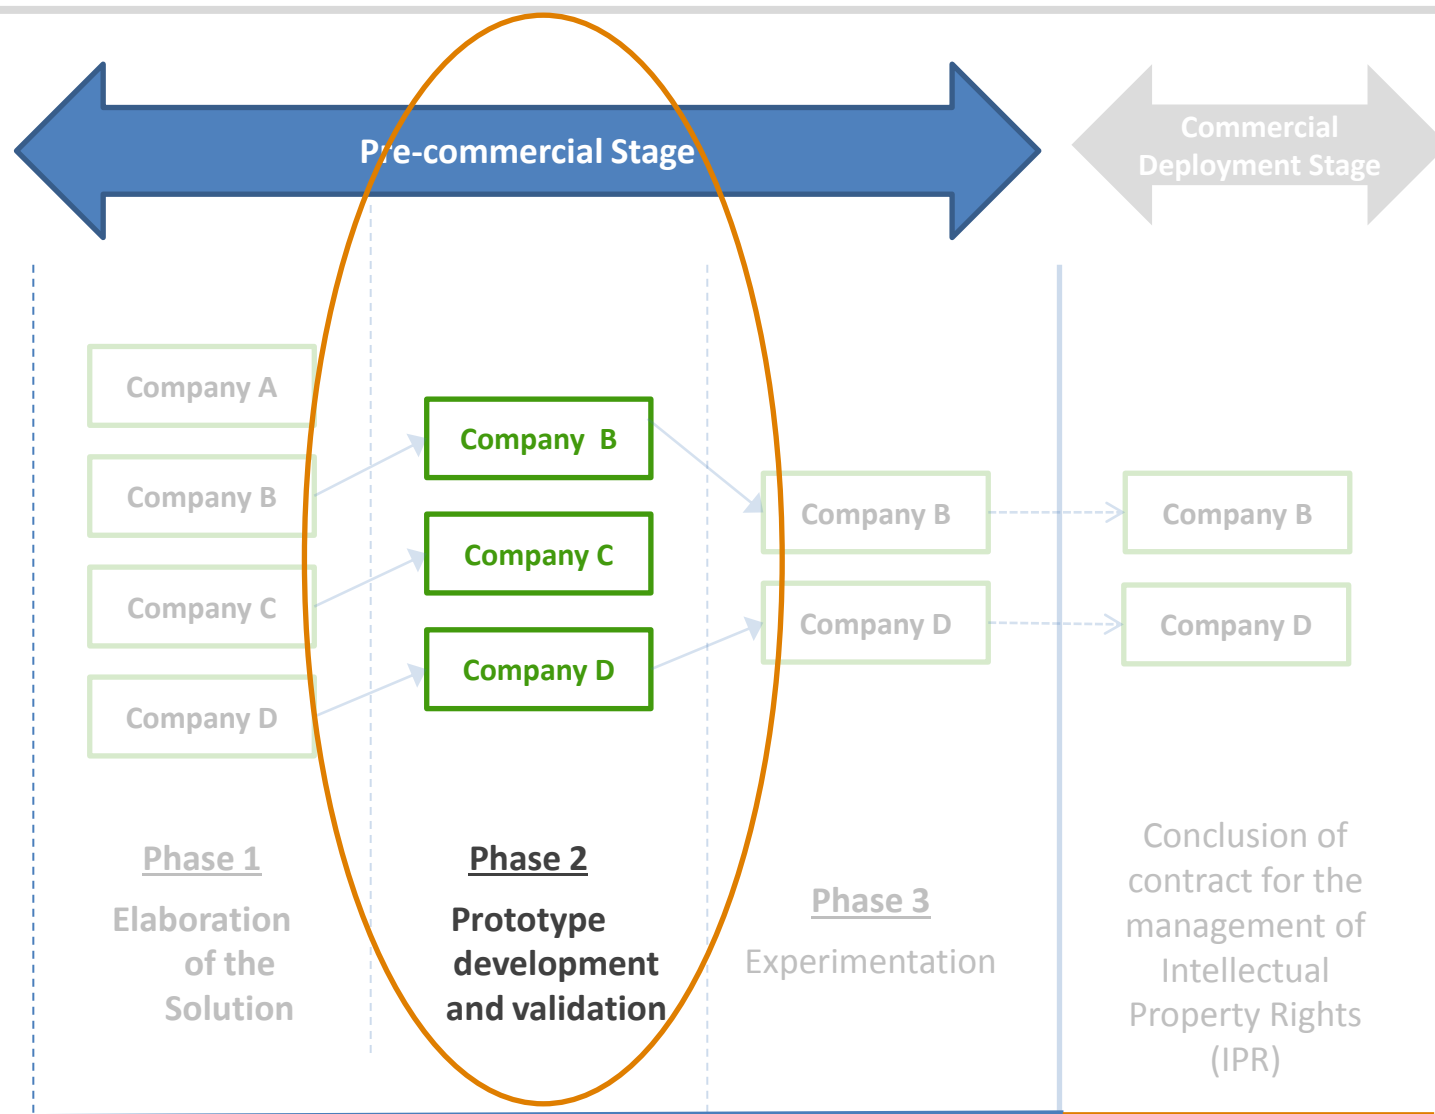 Pre-commercial Stage
Commercial
Deployment Stage
Company A
Company B
Company C
Company D
Company  B
Company C
Company D
Company B
Company D
Company B
Company D
Phase 1
Elaboration
of the
Solution
Phase 2
Prototype
development
and validation
Phase 3
Experimentation
Conclusion of
contract for the
management of
Intellectual
Property Rights
(IPR)